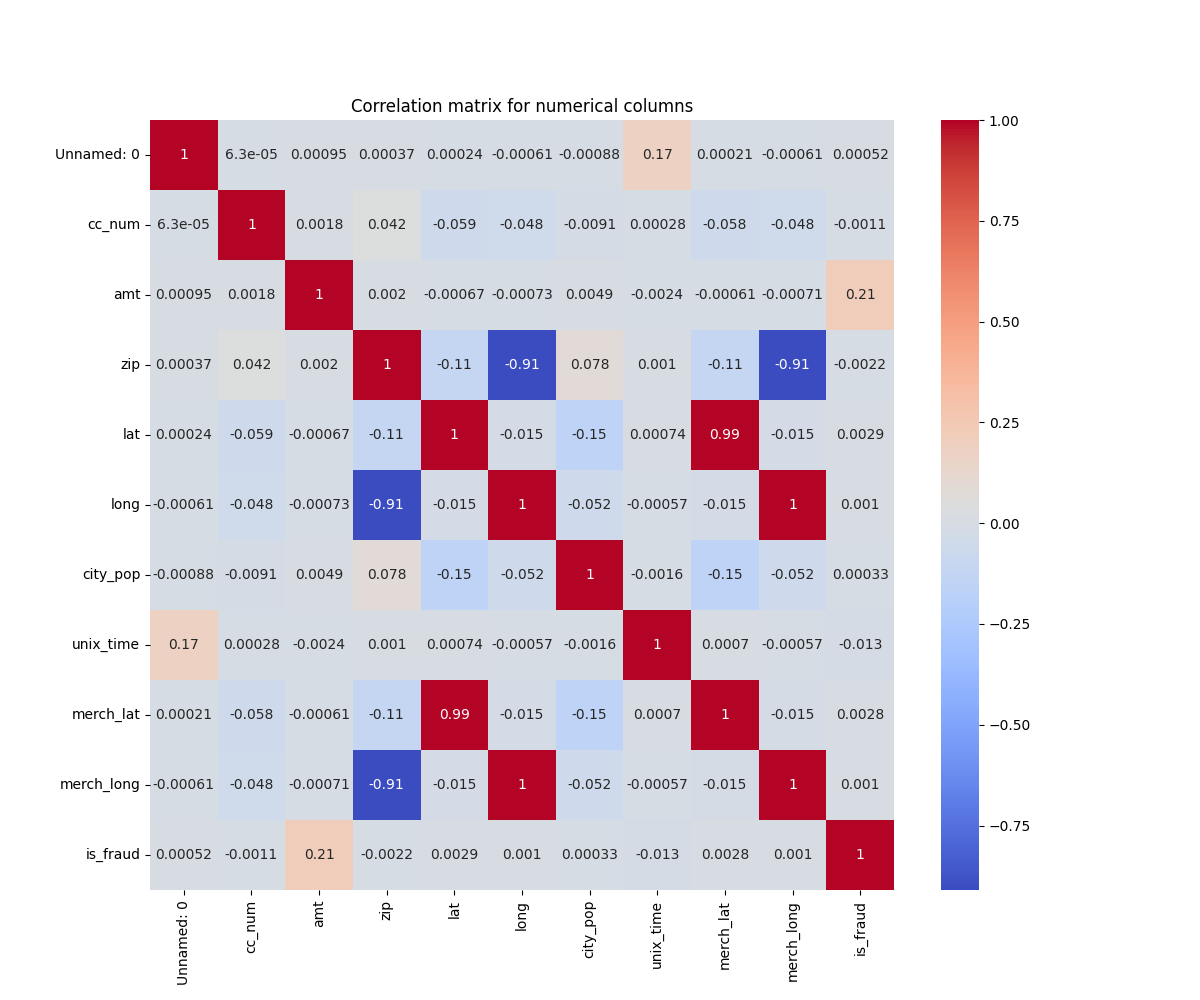 Correlation matrix for numerical columns
Unnamed: 0 1 6.3e-05 0.00095 0.00037 0.00024 -0.00061 -0.00088 0.17 0.00021 -0.00061 0.00052
cc_num 6.3e-05 1 0.0018 0.042 -0.059 -0.048 -0.0091 0.00028 -0.058 -0.048 -0.0011
amt 0.00095 0.0018 1 0.002 -0.00067 -0.00073 0.0049 -0.0024 -0.00061 -0.00071 0.21
zip 0.00037 0.042 0.002 1 -0.11 -0.91 0.078 0.001 -0.11 -0.91 -0.0022
lat 0.00024 -0.059 -0.00067 -0.11 1 -0.015 -0.15 0.00074 0.99 -0.015 0.0029
long -0.00061 -0.048 -0.00073 -0.91 -0.015 1 -0.052 -0.00057 -0.015 1 0.001
city_pop -0.00088 -0.0091 0.0049 0.078 -0.15 -0.052 1 -0.0016 -0.15 -0.052 0.00033
unix_time 0.17 0.00028 -0.0024 0.001 0.00074 -0.00057 -0.0016 1 0.0007 -0.00057 -0.013
merch_lat 0.00021 -0.058 -0.00061 -0.11 0.99 -0.015 -0.15 0.0007 1 -0.015 0.0028
merch_long -0.00061 -0.048 -0.00071 -0.91 -0.015 1 -0.052 -0.00057 -0.015 1 0.001
is_fraud 0.00052 -0.0011 0.21 -0.0022 0.0029 0.001 0.00033 -0.013 0.0028 0.001 1
Unnamed: 0 cc_num amt zip lat long city_pop unix_time merch_lat merch_long is_fraud
1.00
0.75
0.50
0.25
0.00
−0.25
−0.50
−0.75